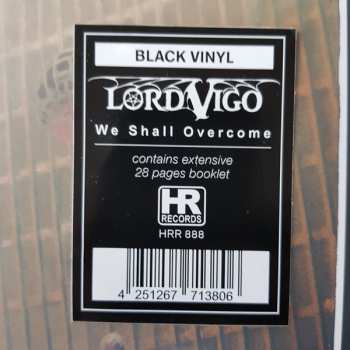 BLACK VINYL
LORD VIGO
We Shall Overcome
contains extensive
28 pages booklet
HR
RECORDS
HRR 888
4 251267 713806